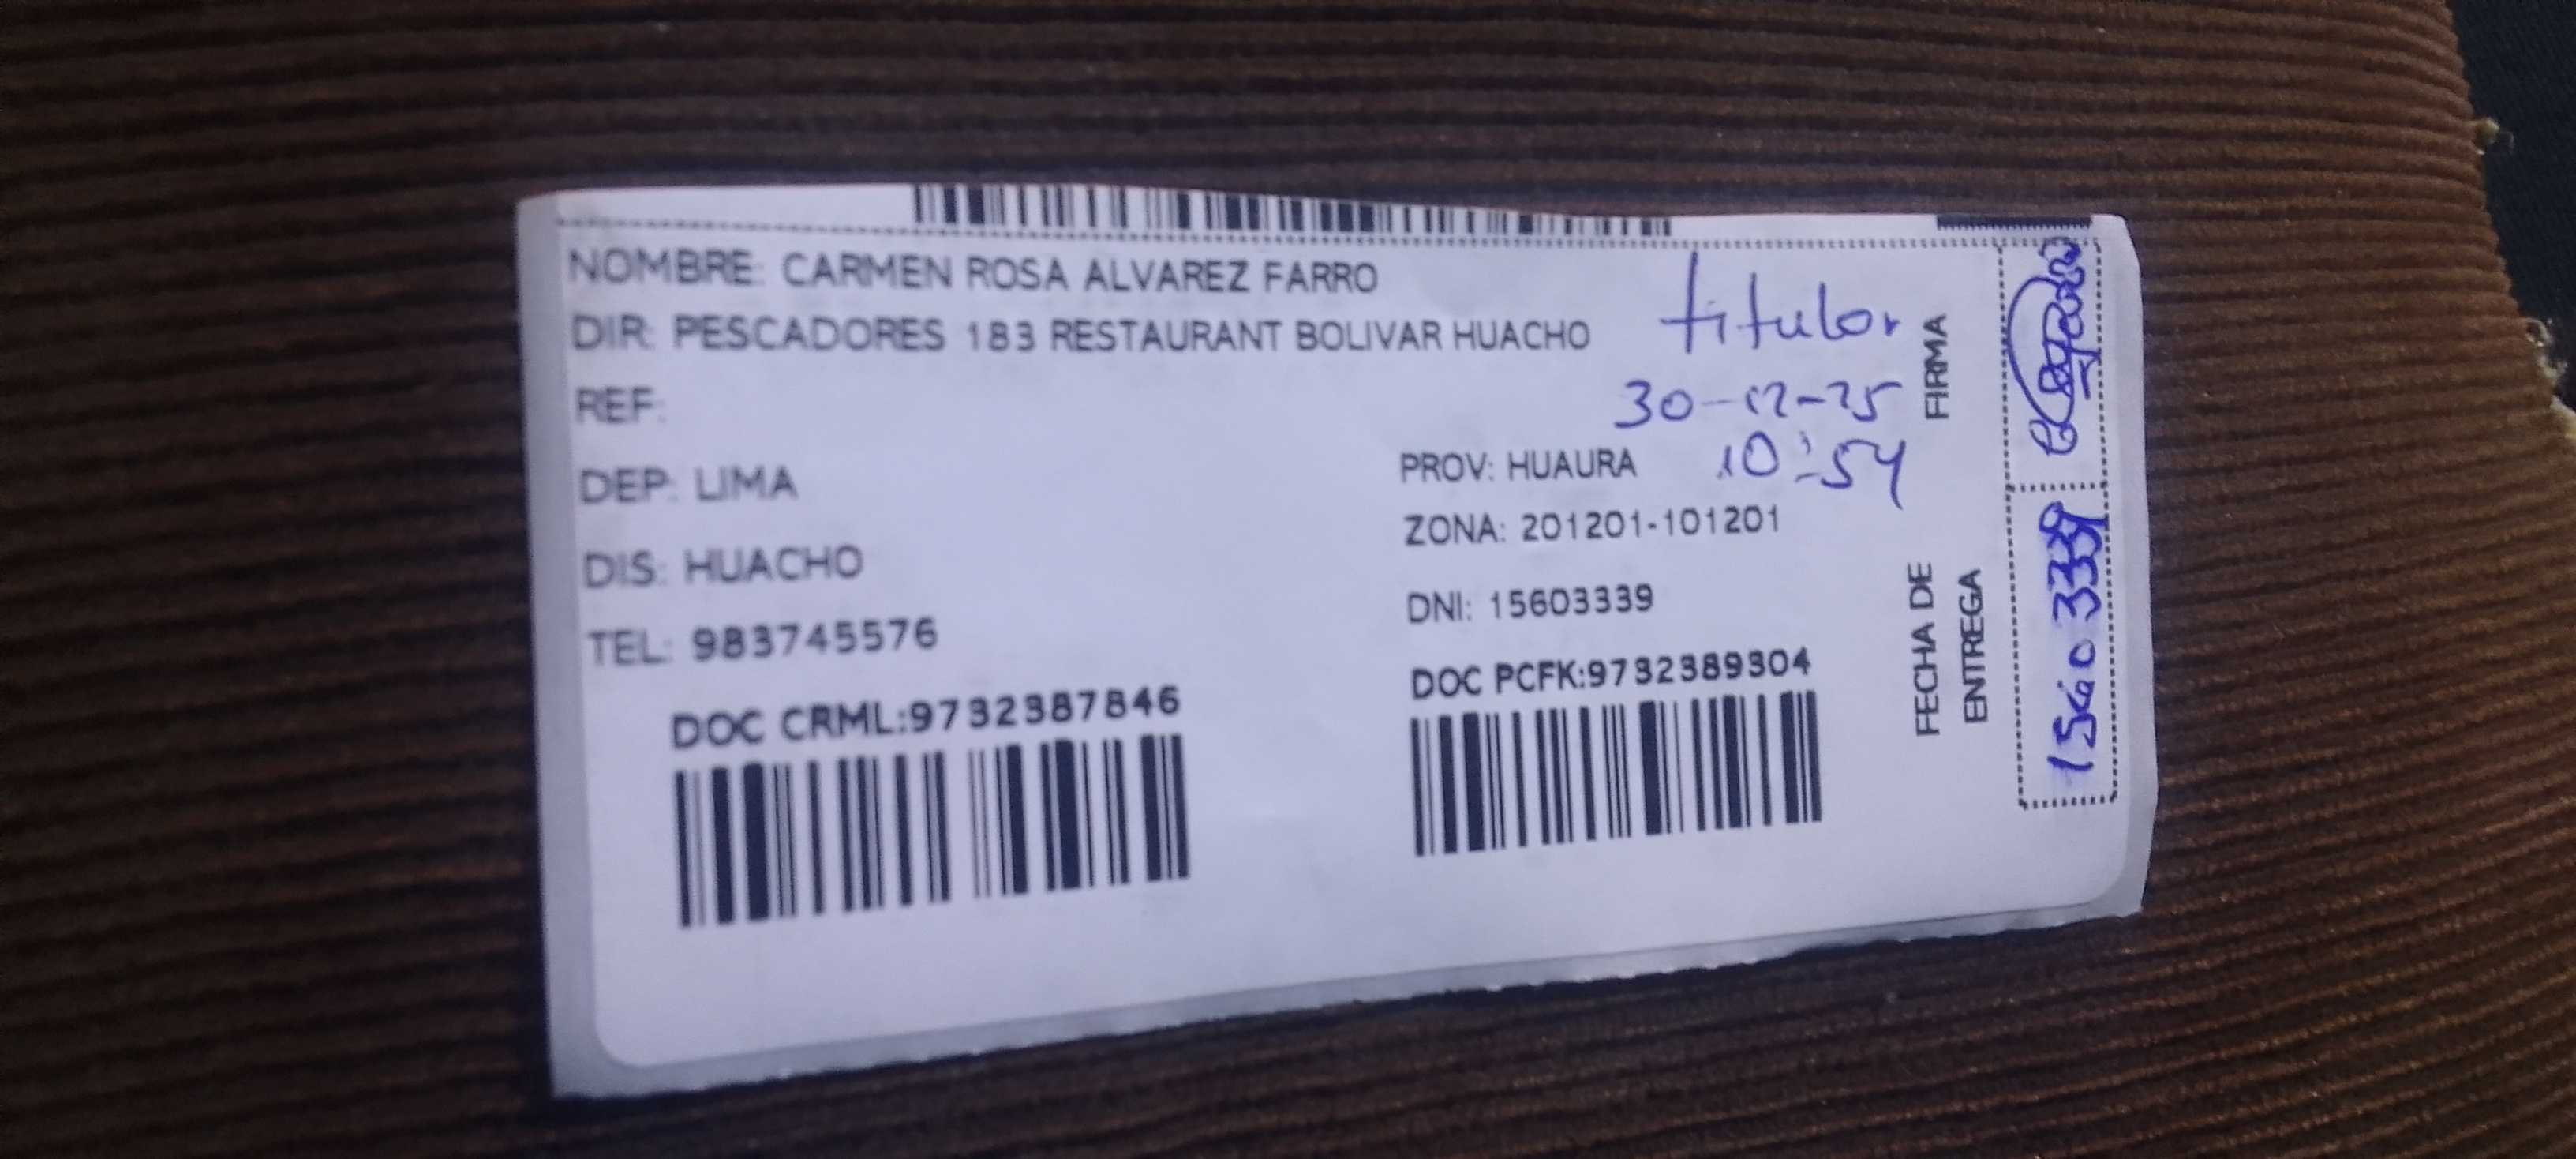 NOMBRE: CARMEN ROSA ALVAREZ FARRO
DIR: PESCADORES 183 RESTAURANT BOLIVAR HUACHO
titular
REF:
30-12-25
DEP: LIMA
PROV: HUAURA
10:54
ZONA: 201201-101201
DIS: HUACHO
DNI: 15603339
TEL: 983745576
DOC CRML:9732387846
DOC PCFK:9732389304
FIRMA
FECHA DE
ENTREGA
15603339